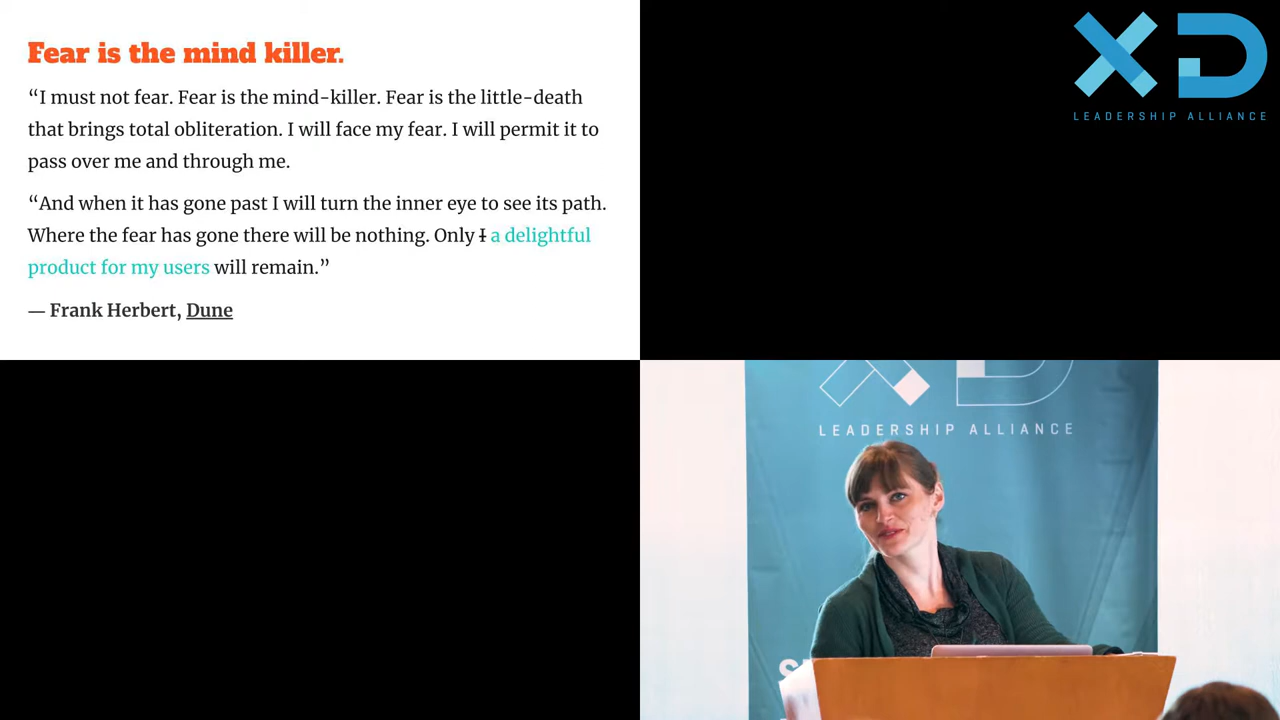 Fear is the mind killer.
“I must not fear. Fear is the mind-killer. Fear is the little-death
that brings total obliteration. I will face my fear. I will permit it to
pass over me and through me.
“And when it has gone past I will turn the inner eye to see its path.
Where the fear has gone there will be nothing. Only I a delightful
product for my users will remain.”
— Frank Herbert, Dune
XD
LEADERSHIP ALLIANCE
XD
LEADERSHIP ALLIANCE